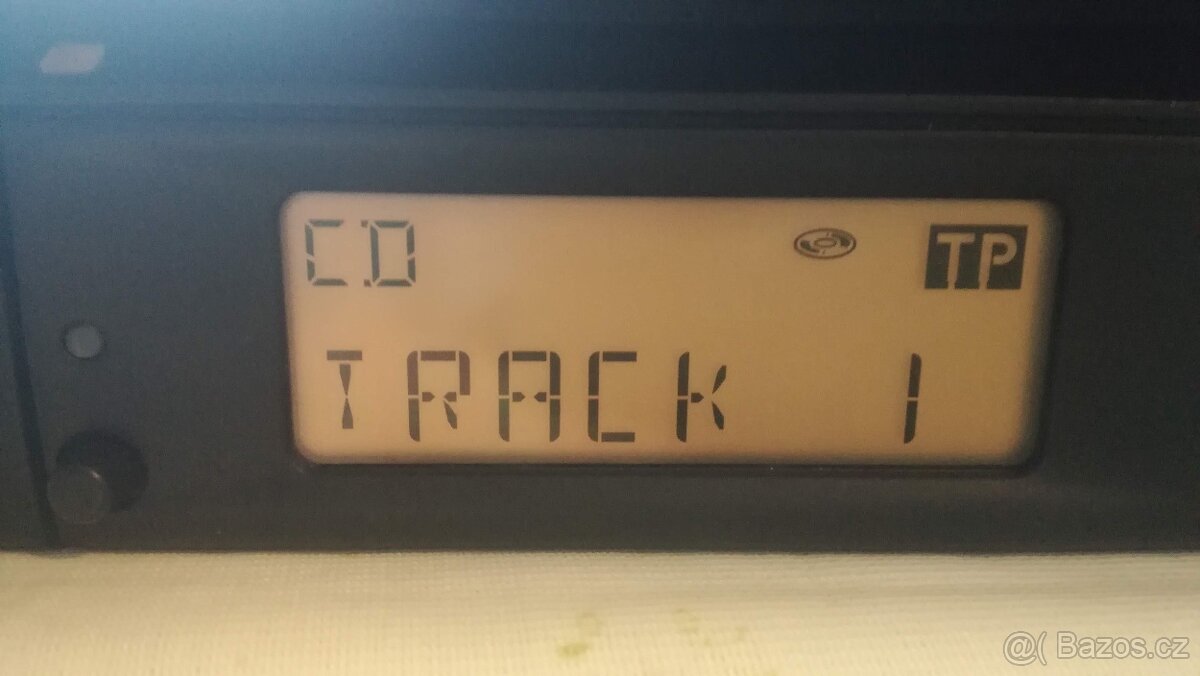 CD TP
TRACK 1
@( Bazos.cz